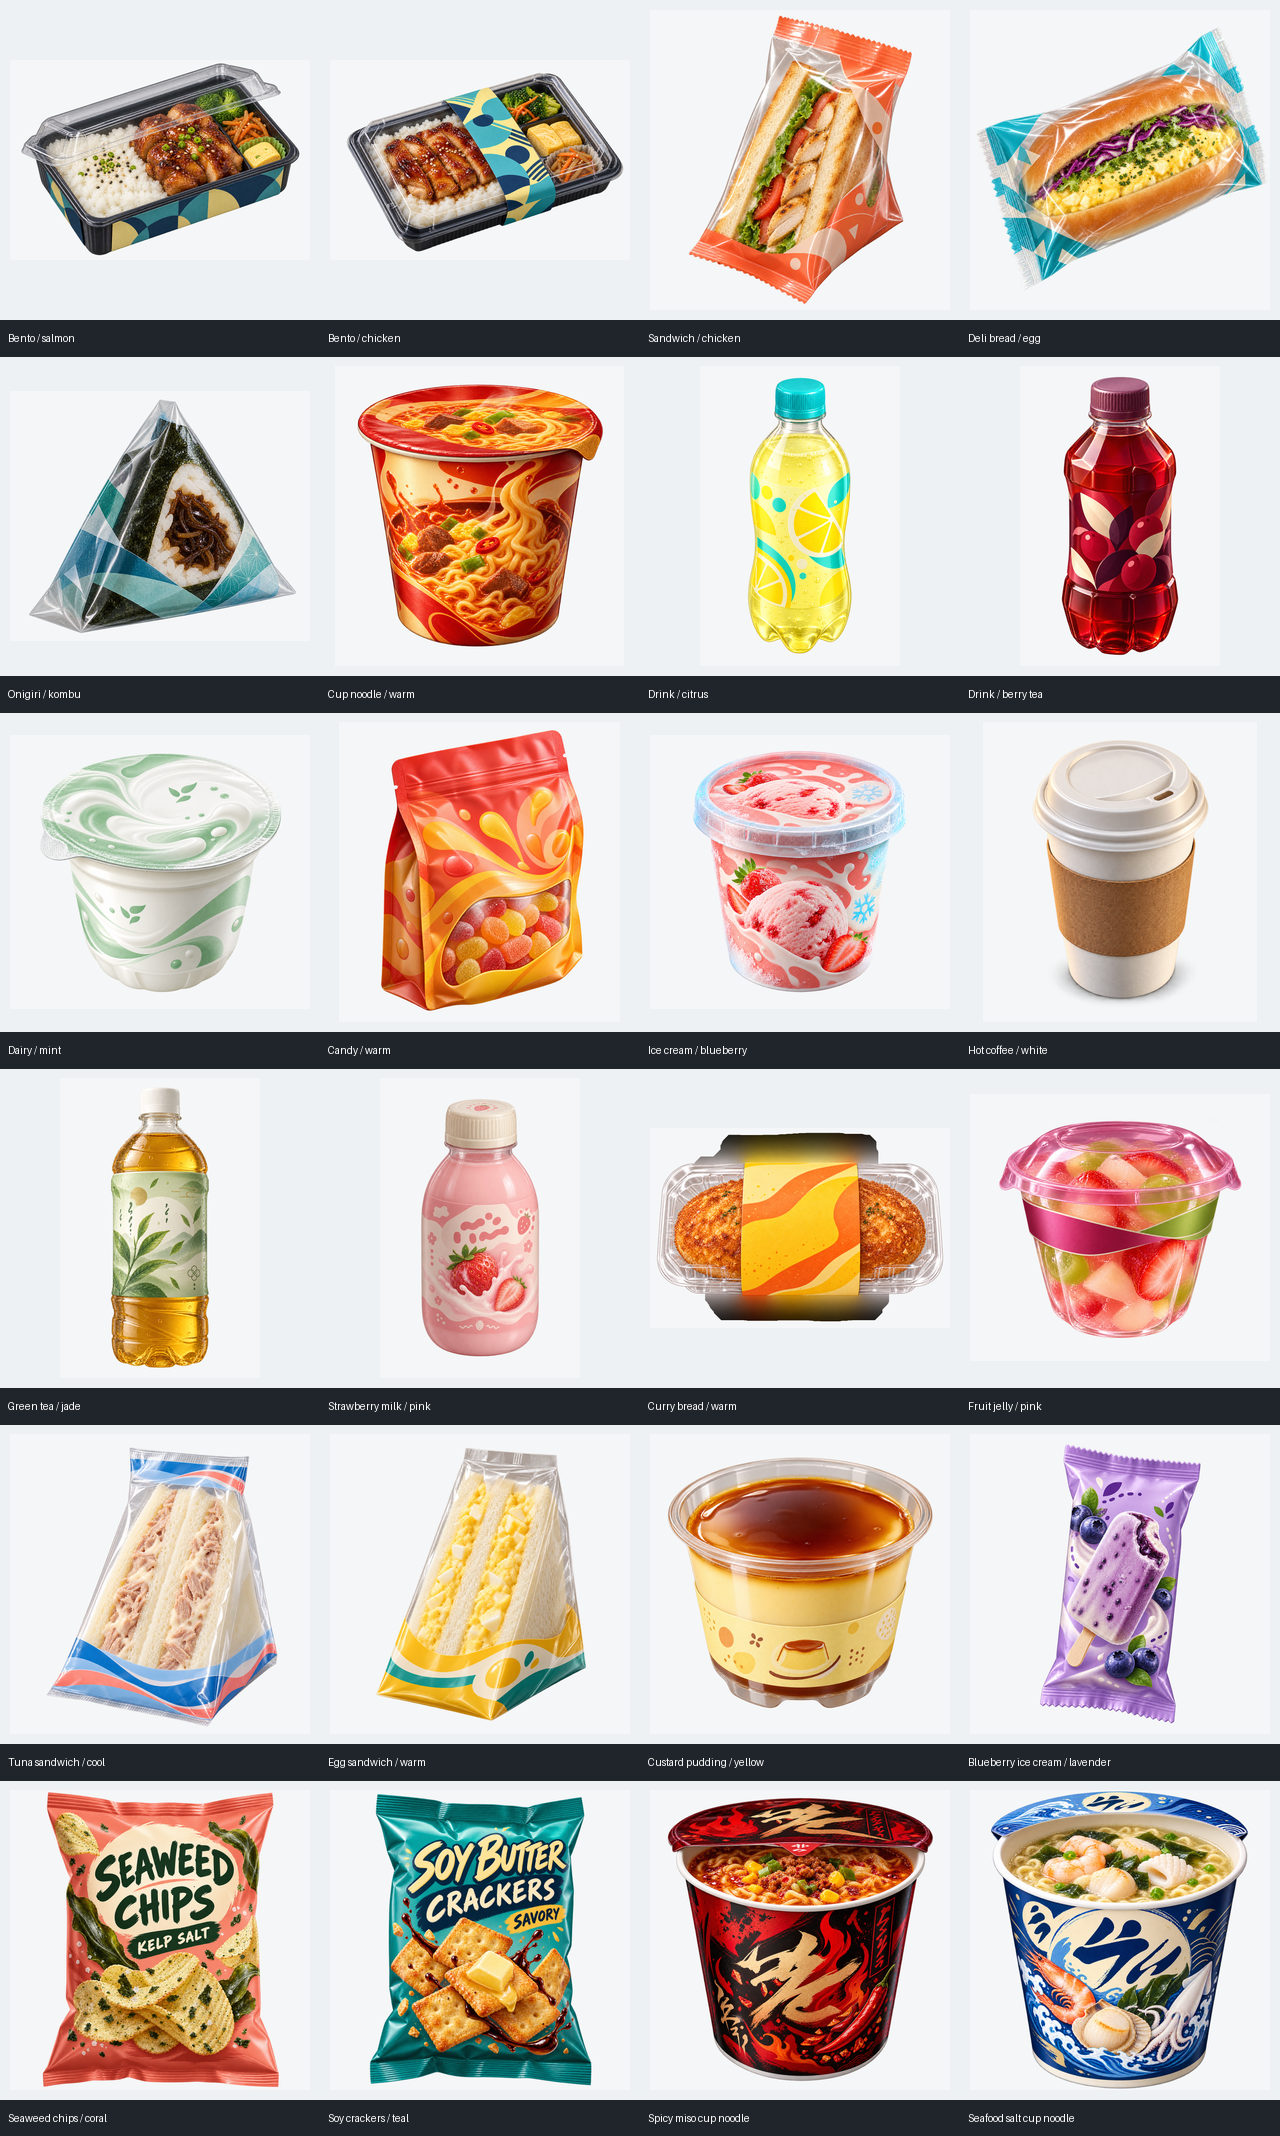 Bento / salmon
Bento / chicken
Sandwich / chicken
Deli bread / egg
Onigiri / kombu
Cup noodle / warm
Drink / citrus
Drink / berry tea
Dairy / mint
Candy / warm
Ice cream / blueberry
Hot coffee / white
Green tea / jade
Strawberry milk / pink
Curry bread / warm
Fruit jelly / pink
Tuna sandwich / cool
Egg sandwich / warm
Custard pudding / yellow
Blueberry ice cream / lavender
SEAWEED
CHIPS
KELP SALT
SOY BUTTER
CRACKERS
SAVORY
Seaweed chips / coral
Soy crackers / teal
Spicy miso cup noodle
Seafood salt cup noodle